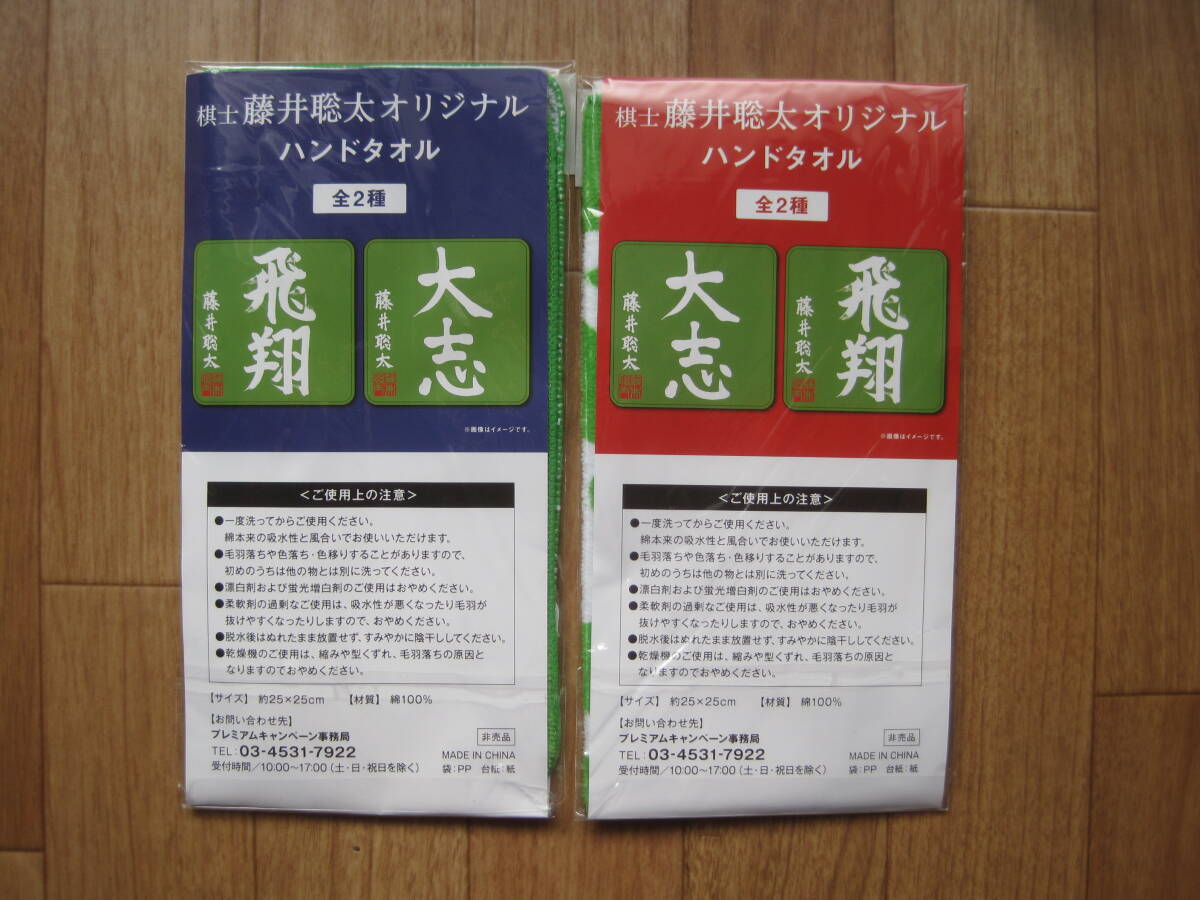 棋士 藤井聡太オリジナル
ハンドタオル
全2種
飛翔
藤井聡太
大志
藤井聡太
※画像はイメージです。
＜ご使用上の注意＞
●一度洗ってからご使用ください。
綿本来の吸水性と風合いでお使いいただけます。
●毛羽落ちや色落ち・色移りすることがありますので、
初めのうちは他の物とは別に洗ってください。
●漂白剤および蛍光増白剤のご使用はおやめください。
●柔軟剤の過剰なご使用は、吸水性が悪くなったり毛羽が
抜けやすくなったりしますので、おやめください。
●脱水後はぬれたまま放置せず、すみやかに陰干ししてください。
●乾燥機のご使用は、縮みや型くずれ、毛羽落ちの原因と
なりますのでおやめください。
【サイズ】 約25×25cm 【材質】 綿100%
【お問い合わせ先】
プレミアムキャンペーン事務局
TEL:03-4531-7922
受付時間/10:00〜17:00(土・日・祝日を除く)
非売品
MADE IN CHINA
袋:PP 台紙:紙
棋士 藤井聡太オリジナル
ハンドタオル
全2種
大志
藤井聡太
飛翔
藤井聡太
※画像はイメージです。
＜ご使用上の注意＞
●一度洗ってからご使用ください。
綿本来の吸水性と風合いでお使いいただけます。
●毛羽落ちや色落ち・色移りすることがありますので、
初めのうちは他の物とは別に洗ってください。
●漂白剤および蛍光増白剤のご使用はおやめください。
●柔軟剤の過剰なご使用は、吸水性が悪くなったり毛羽が
抜けやすくなったりしますので、おやめください。
●脱水後はぬれたまま放置せず、すみやかに陰干ししてください。
●乾燥機のご使用は、縮みや型くずれ、毛羽落ちの原因と
なりますのでおやめください。
【サイズ】 約25×25cm 【材質】 綿100%
【お問い合わせ先】
プレミアムキャンペーン事務局
TEL:03-4531-7922
受付時間/10:00〜17:00(土・日・祝日を除く)
非売品
MADE IN CHINA
袋:PP 台紙:紙